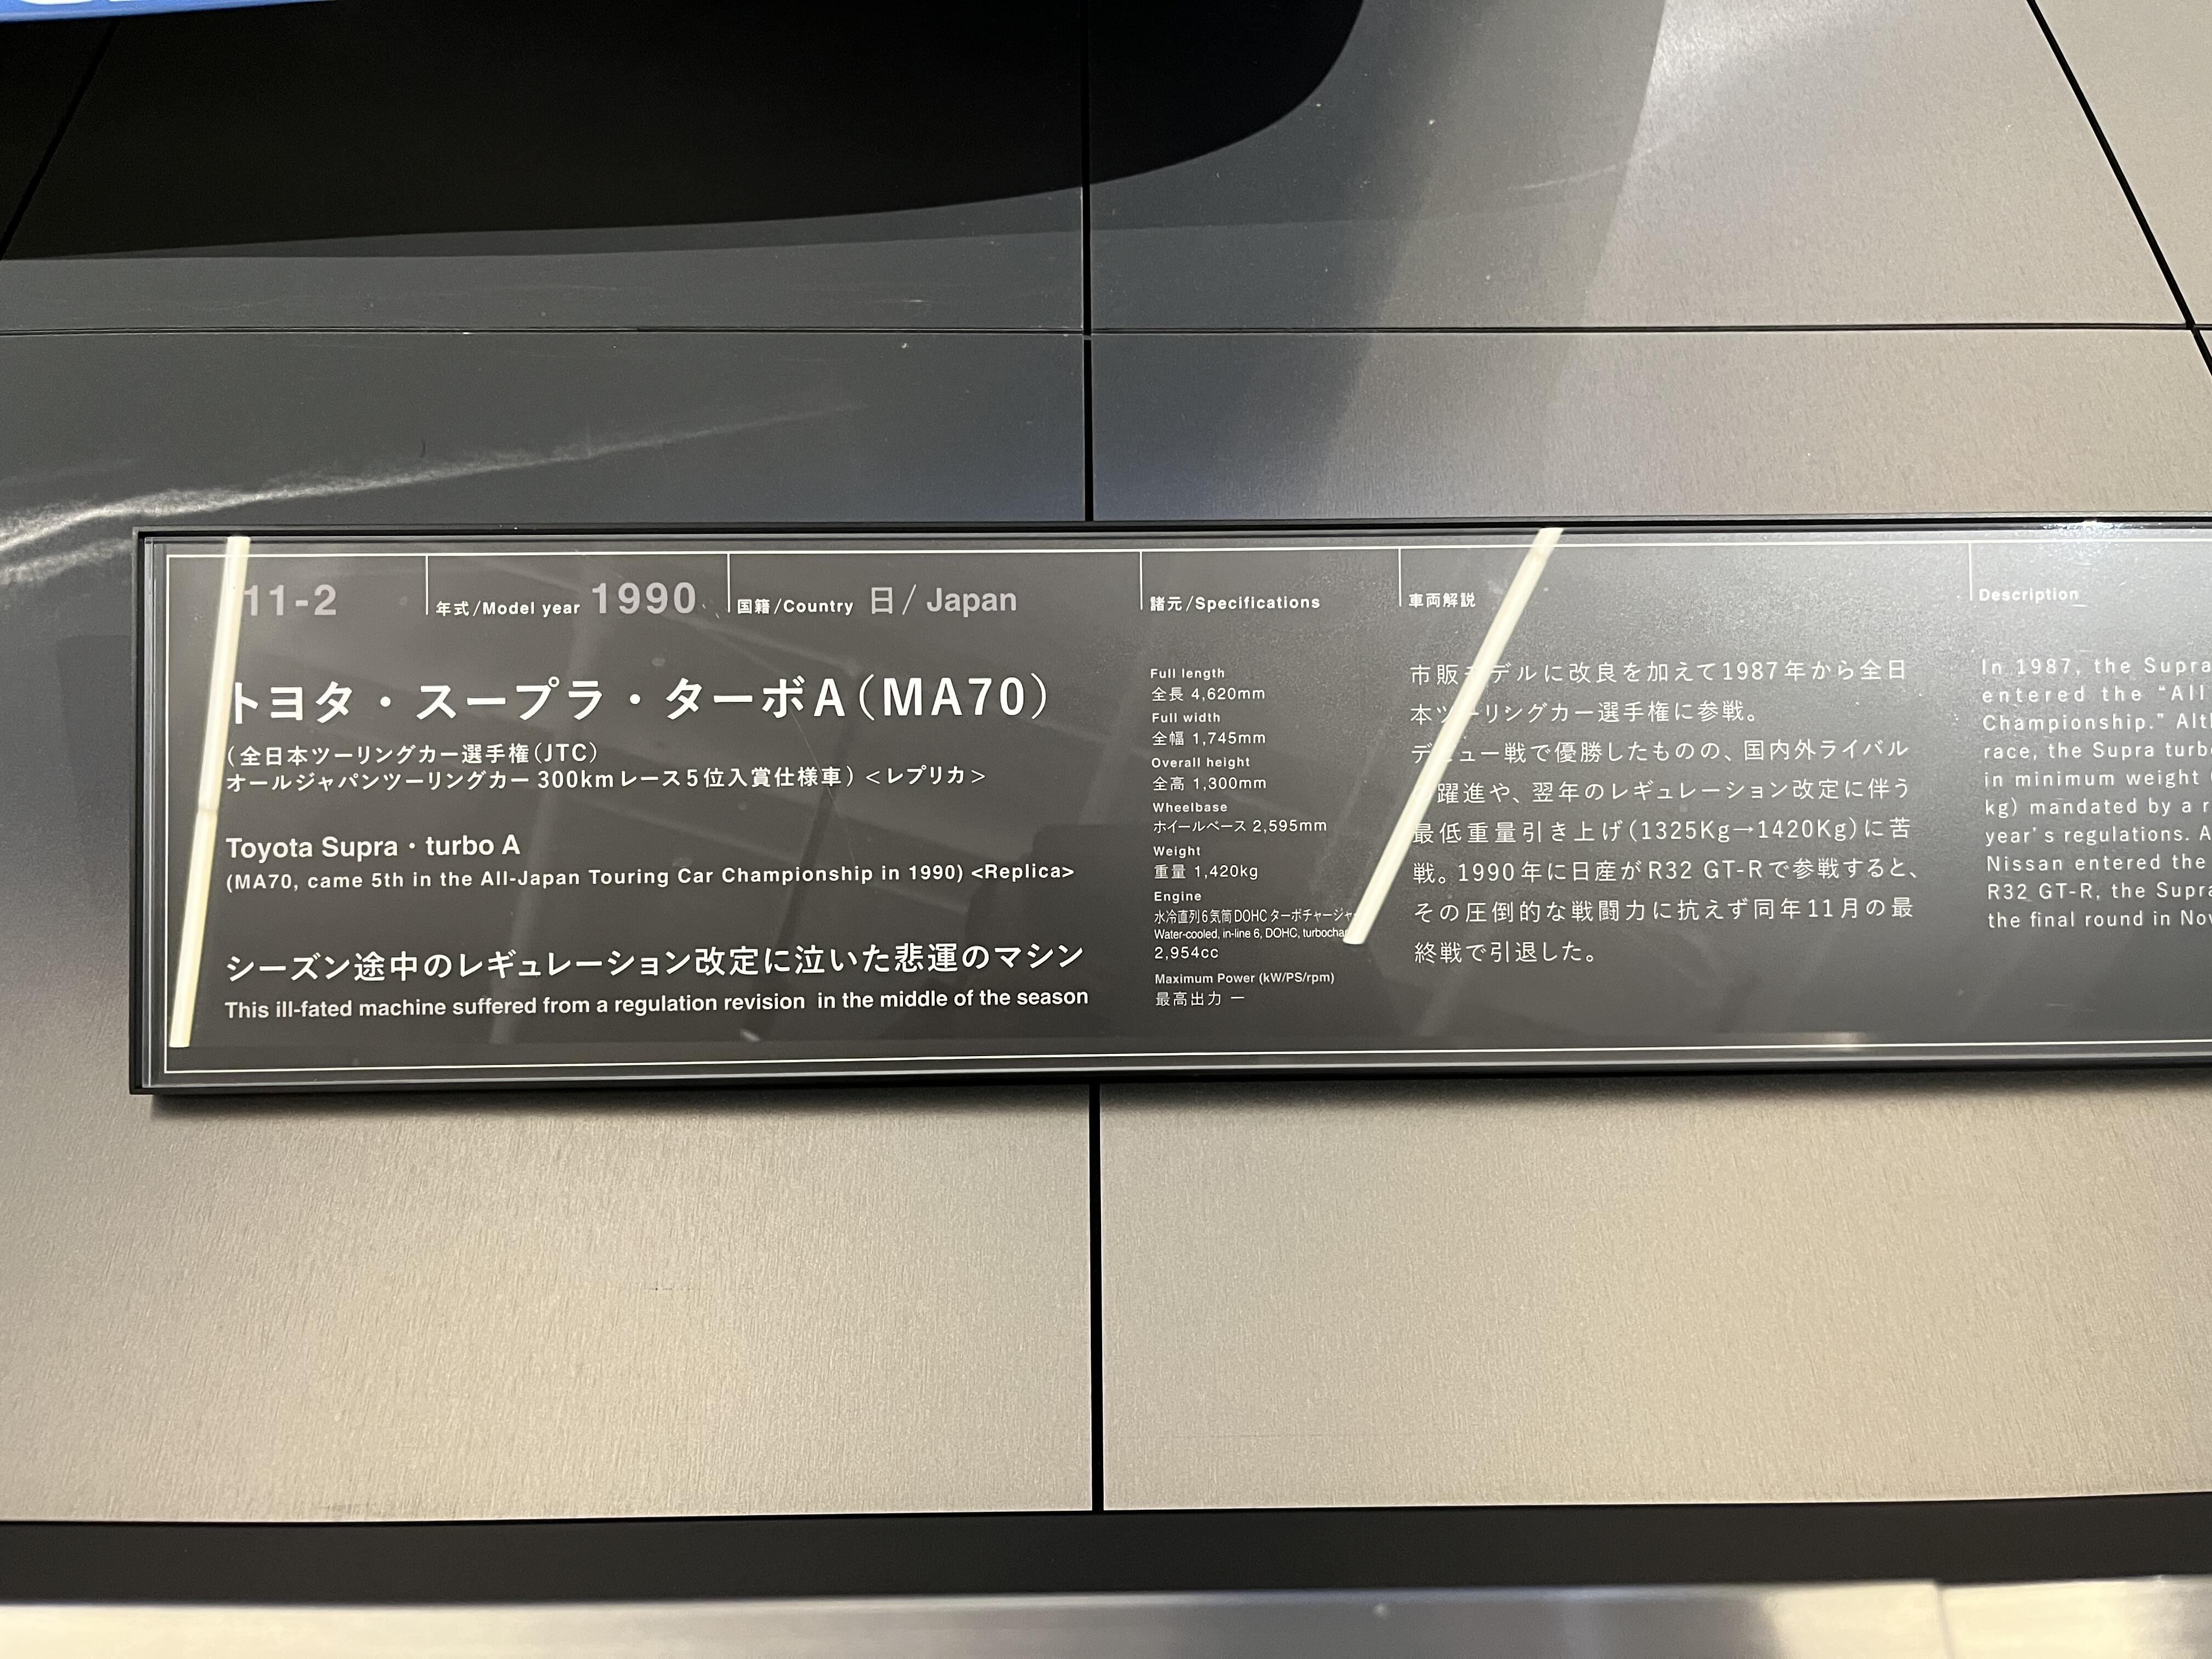 11-2
年式/Model year 1990
国籍/Country 日/Japan
トヨタ・スープラ・ターボA(MA70)
(全日本ツーリングカー選手権(JTC)
オールジャパンツーリングカー 300kmレース5位入賞仕様車) <レプリカ>
Toyota Supra・turbo A
(MA70, came 5th in the All-Japan Touring Car Championship in 1990) <Replica>
シーズン途中のレギュレーション改定に泣いた悲運のマシン
This ill-fated machine suffered from a regulation revision in the middle of the season
諸元/Specifications
Full length
全長 4,620mm
Full width
全幅 1,745mm
Overall height
全高 1,300mm
Wheelbase
ホイールベース 2,595mm
Weight
重量 1,420kg
Engine
水冷直列6気筒DOHCターボチャージャ
Water-cooled, in-line 6, DOHC, turbochar
2,954cc
Maximum Power (kW/PS/rpm)
最高出力 ー
車両解説
市販モデルに改良を加えて1987年から全日
本ツーリングカー選手権に参戦。
デビュー戦で優勝したものの、国内外ライバル
躍進や、翌年のレギュレーション改定に伴う
最低重量引き上げ(1325Kg→1420Kg)に苦
戦。1990年に日産がR32 GT-Rで参戦すると、
その圧倒的な戦闘力に抗えず同年11月の最
終戦で引退した。
Description
In 1987, the Supra
entered the "All
Championship." Alt
race, the Supra turb
in minimum weight
kg) mandated by a r
year's regulations. A
Nissan entered the
R32 GT-R, the Supra
the final round in Nov